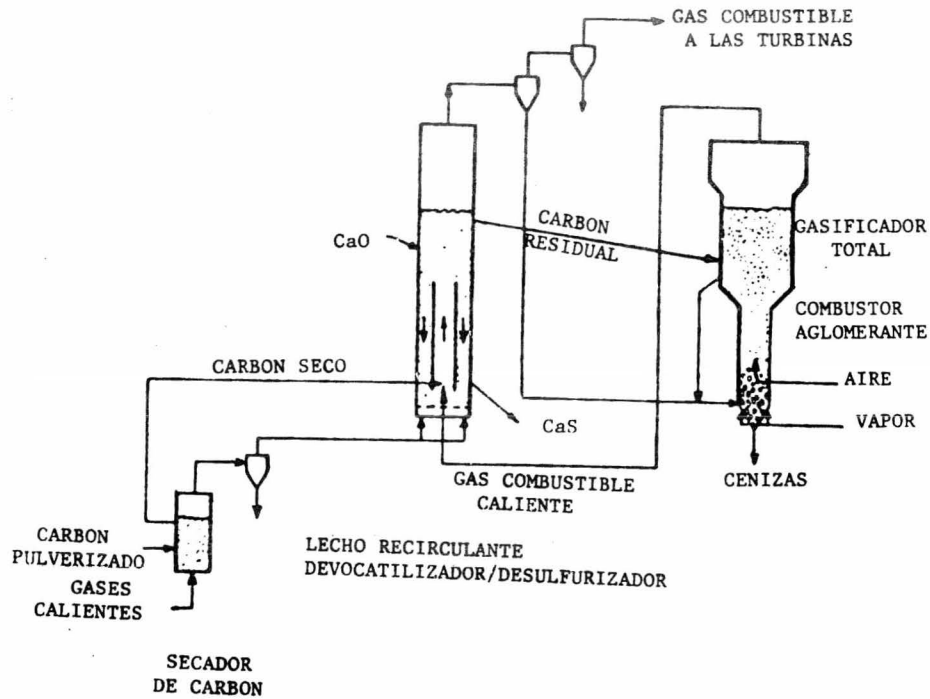 GAS COMBUSTIBLE
A LAS TURBINAS
CaO
CARBON
RESIDUAL
GASIFICADOR
TOTAL
COMBUSTOR
AGLOMERANTE
CARBON SECO
AIRE
CaS
VAPOR
GAS COMBUSTIBLE
CALIENTE
CENIZAS
CARBON
PULVERIZADO
LECHO RECIRCULANTE
DEVOCATILIZADOR/DESULFURIZADOR
GASES
CALIENTES
SECADOR
DE CARBON